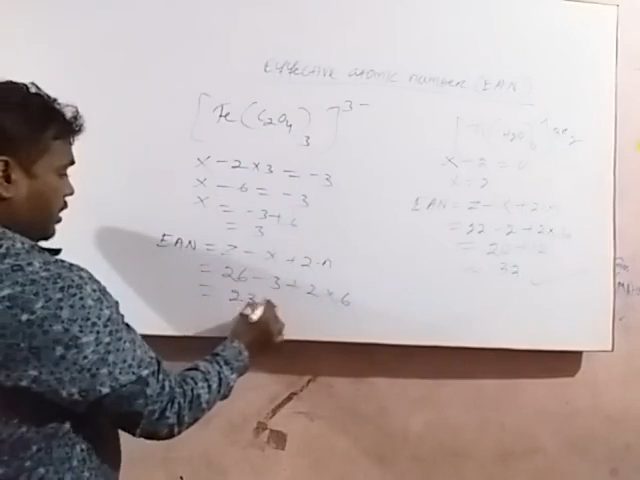 Effective atomic number (EAN)
[Fe(C2O4)3]3-
x - 2 × 3 = -3
x - 6 = -3
x = -3 + 6
= 3
EAN = Z - x + 2·n
= 26 - 3 + 2 × 6
= 23
x - 2 = 0
x = 2
EAN = Z - x + 2·n
= 22 - 2 + 2 × 6
= 32